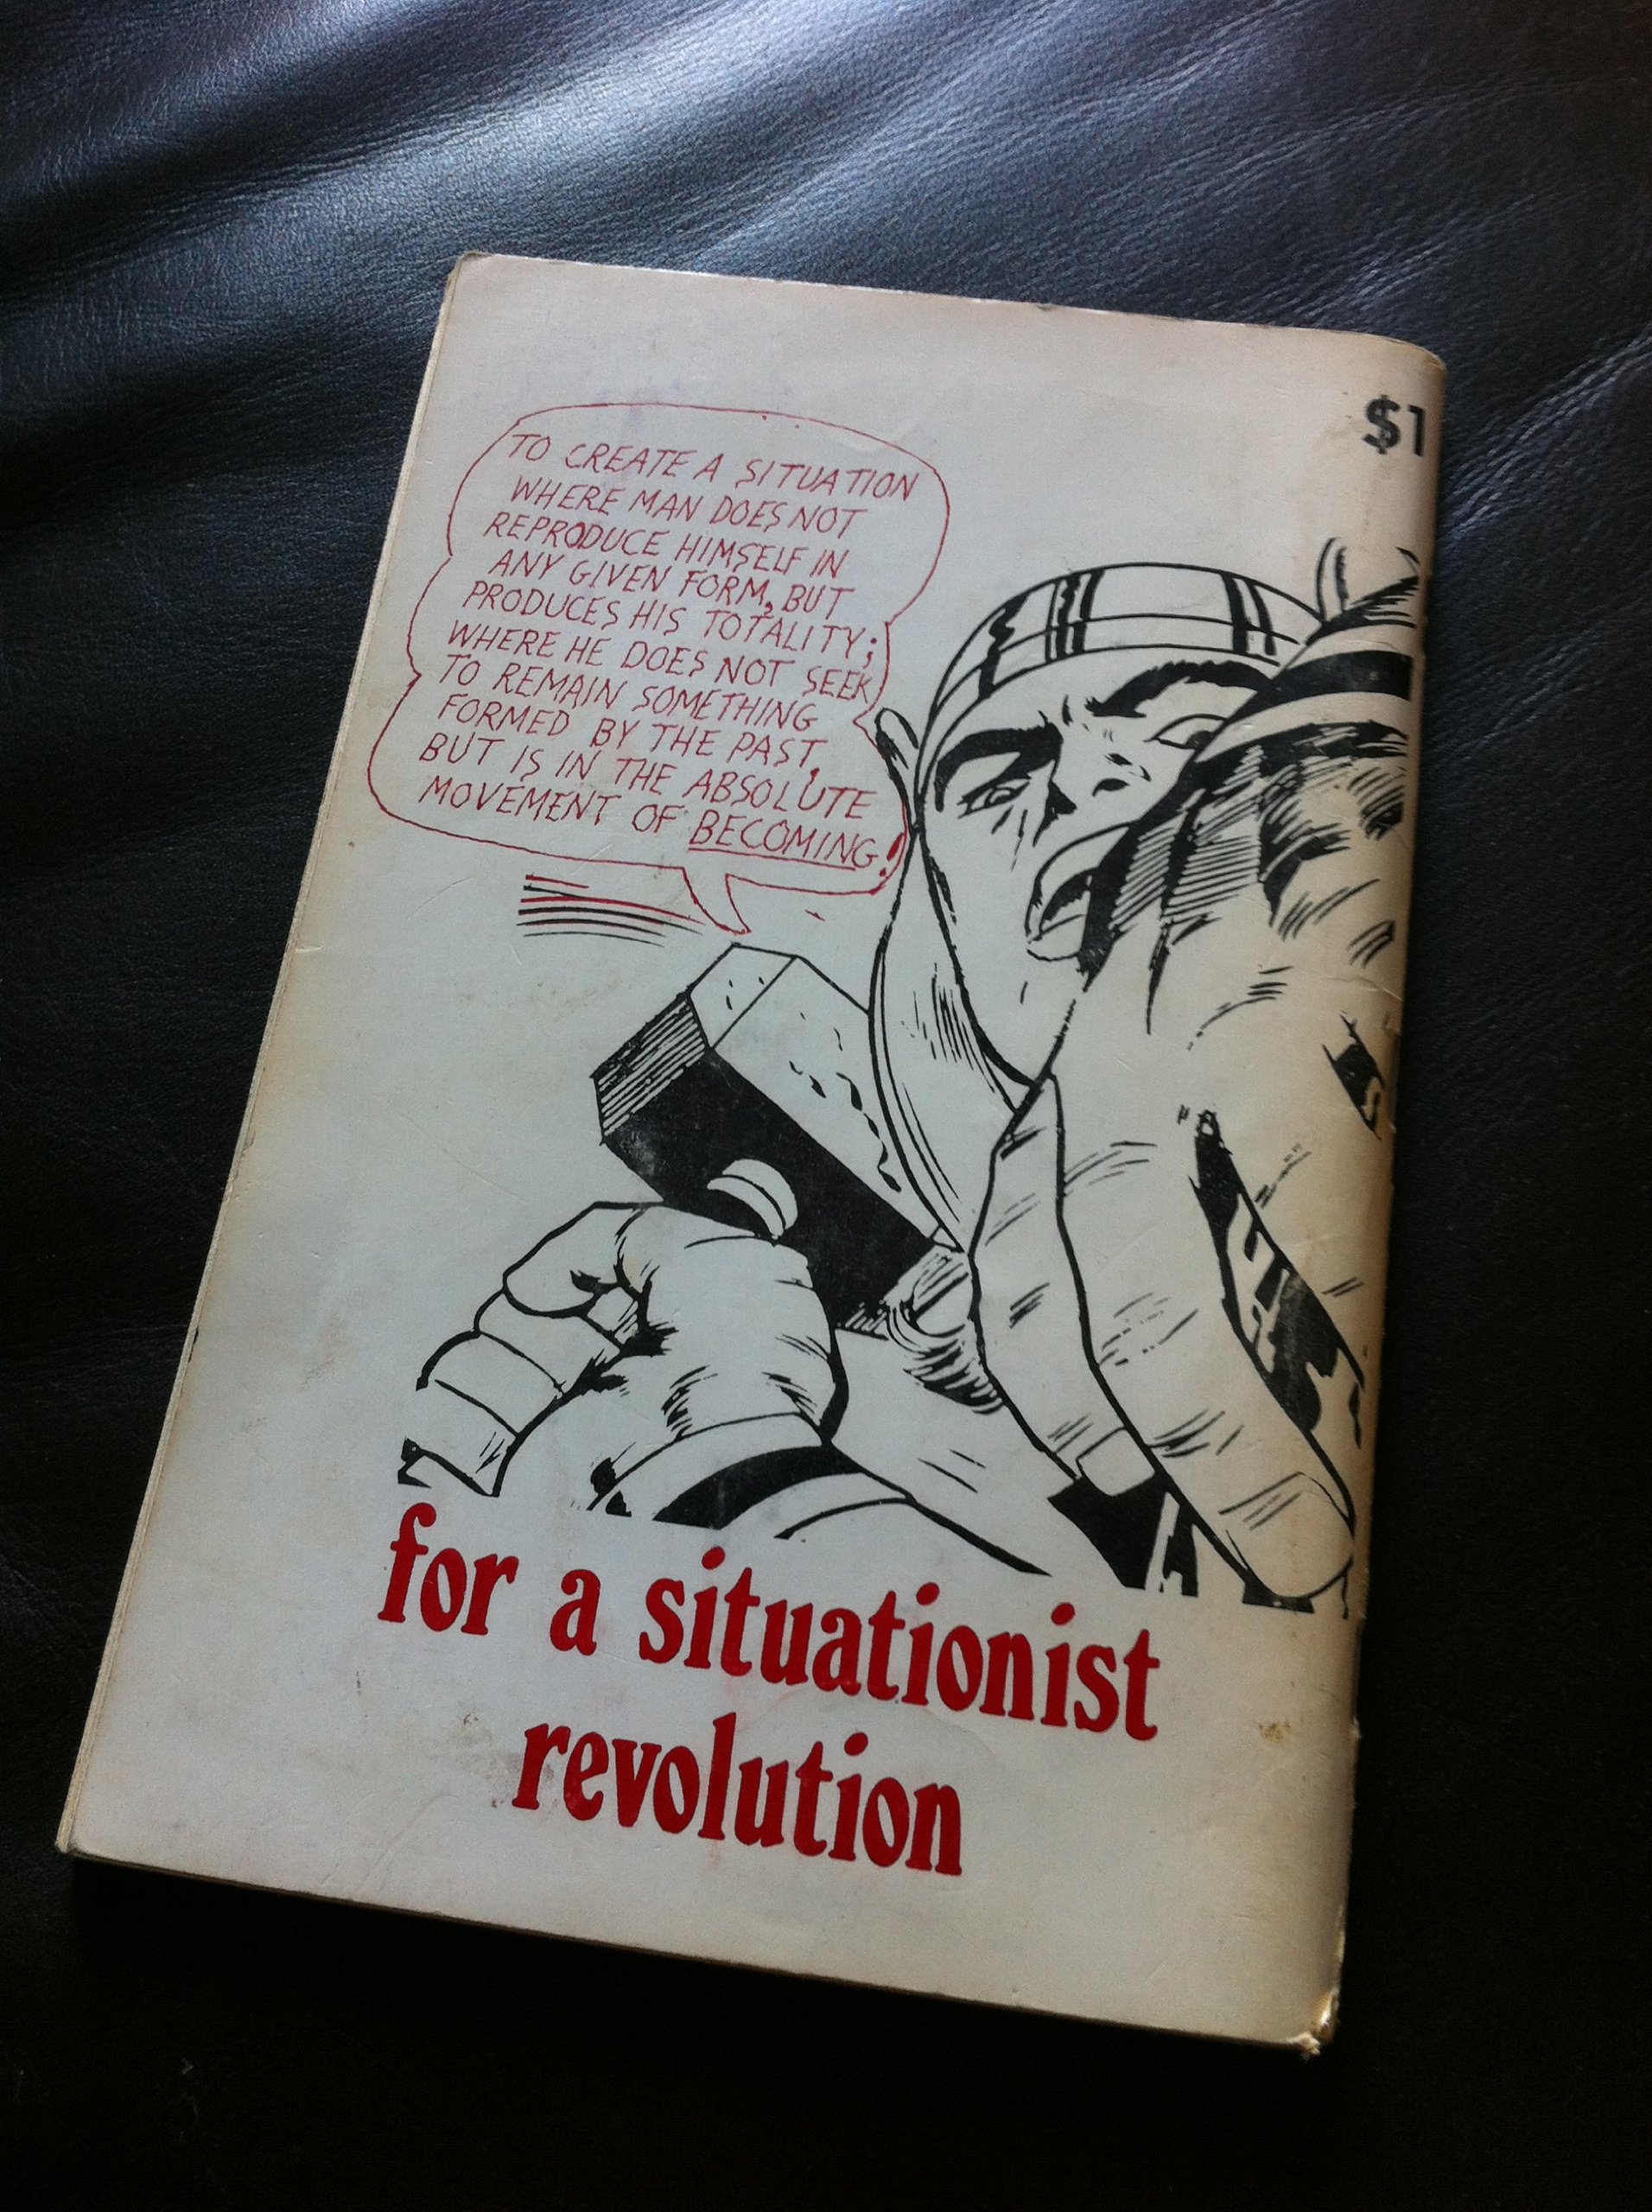 $1
TO CREATE A SITUATION
WHERE MAN DOES NOT
REPRODUCE HIMSELF IN
ANY GIVEN FORM, BUT
PRODUCES HIS TOTALITY;
WHERE HE DOES NOT SEEK
TO REMAIN SOMETHING
FORMED BY THE PAST,
BUT IS IN THE ABSOLUTE
MOVEMENT OF BECOMING!
for a situationist
revolution